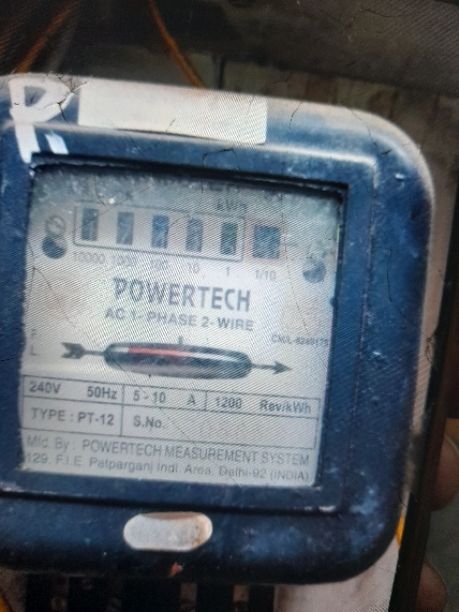 P.
kWh
10000 1000 100 10 1 1/10
POWERTECH
AC 1 - PHASE 2 - WIRE
240V 50Hz 5 - 10 A 1200 Rev/kWh
TYPE : PT-12 S.No.
Mfd. By : POWERTECH MEASUREMENT SYSTEM
129, F.I.E. Patparganj Indl. Area, Delhi-92 (INDIA)